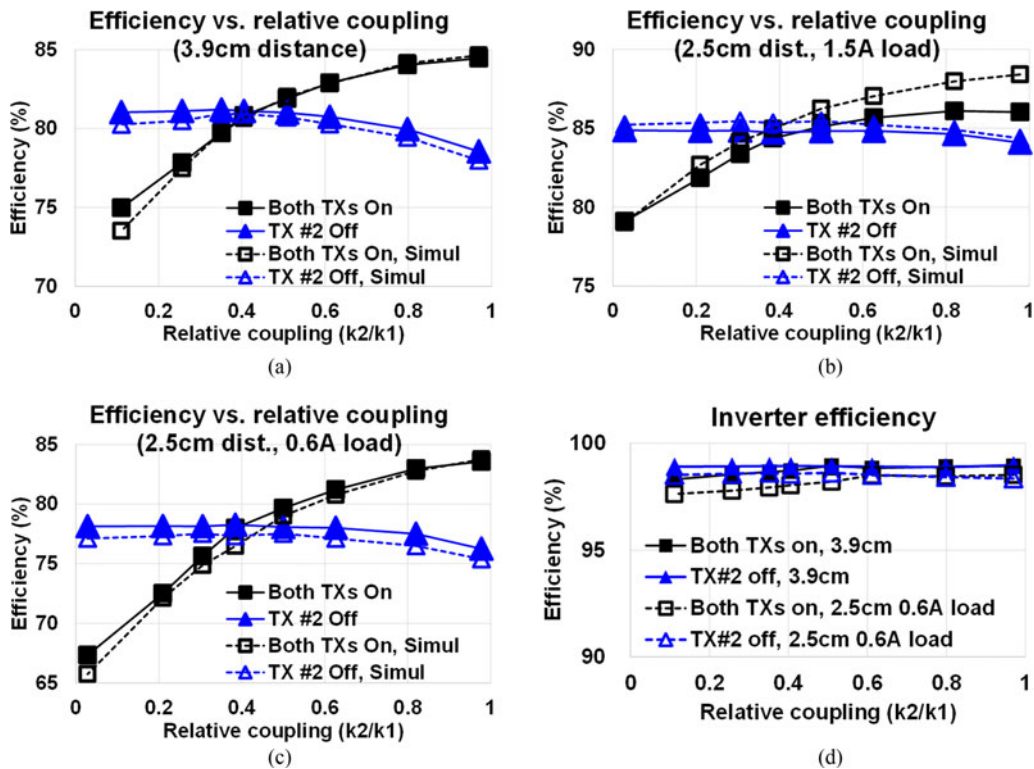 Efficiency vs. relative coupling
(3.9cm distance)
85
80
75
70
Efficiency (%)
Both TXs On
TX #2 Off
Both TXs On, Simul
TX #2 Off, Simul
0 0.2 0.4 0.6 0.8 1
Relative coupling (k2/k1)
(a)
Efficiency vs. relative coupling
(2.5cm dist., 1.5A load)
90
85
80
75
Efficiency (%)
Both TXs On
TX #2 Off
Both TXs On, Simul
TX #2 Off, Simul
0 0.2 0.4 0.6 0.8 1
Relative coupling (k2/k1)
(b)
Efficiency vs. relative coupling
(2.5cm dist., 0.6A load)
85
80
75
70
65
Efficiency (%)
Both TXs On
TX #2 Off
Both TXs On, Simul
TX #2 Off, Simul
0 0.2 0.4 0.6 0.8 1
Relative coupling (k2/k1)
(c)
Inverter efficiency
100
95
90
Efficiency (%)
Both TXs on, 3.9cm
TX#2 off, 3.9cm
Both TXs on, 2.5cm 0.6A load
TX#2 off, 2.5cm 0.6A load
0 0.2 0.4 0.6 0.8 1
Relative coupling (k2/k1)
(d)